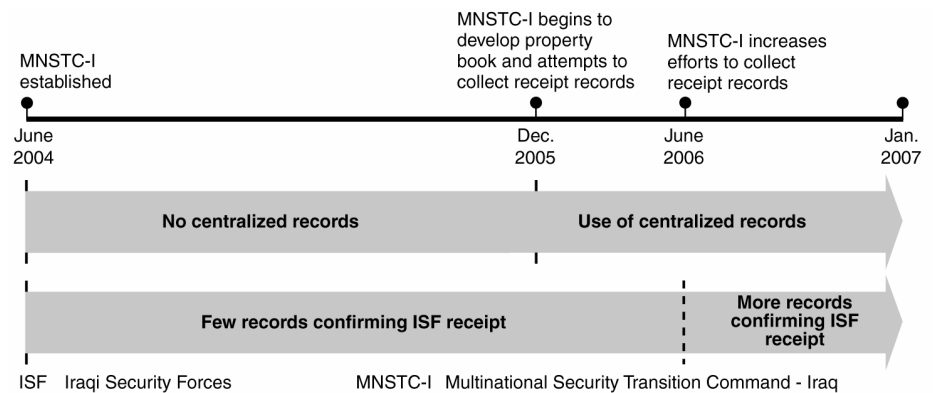 MNSTC-I
established
MNSTC-I begins to
develop property
book and attempts to
collect receipt records
MNSTC-I increases
efforts to collect
receipt records
June
2004
Dec.
2005
June
2006
Jan.
2007
No centralized records
Use of centralized records
Few records confirming ISF receipt
More records
confirming ISF
receipt
ISF Iraqi Security Forces
MNSTC-I Multinational Security Transition Command - Iraq